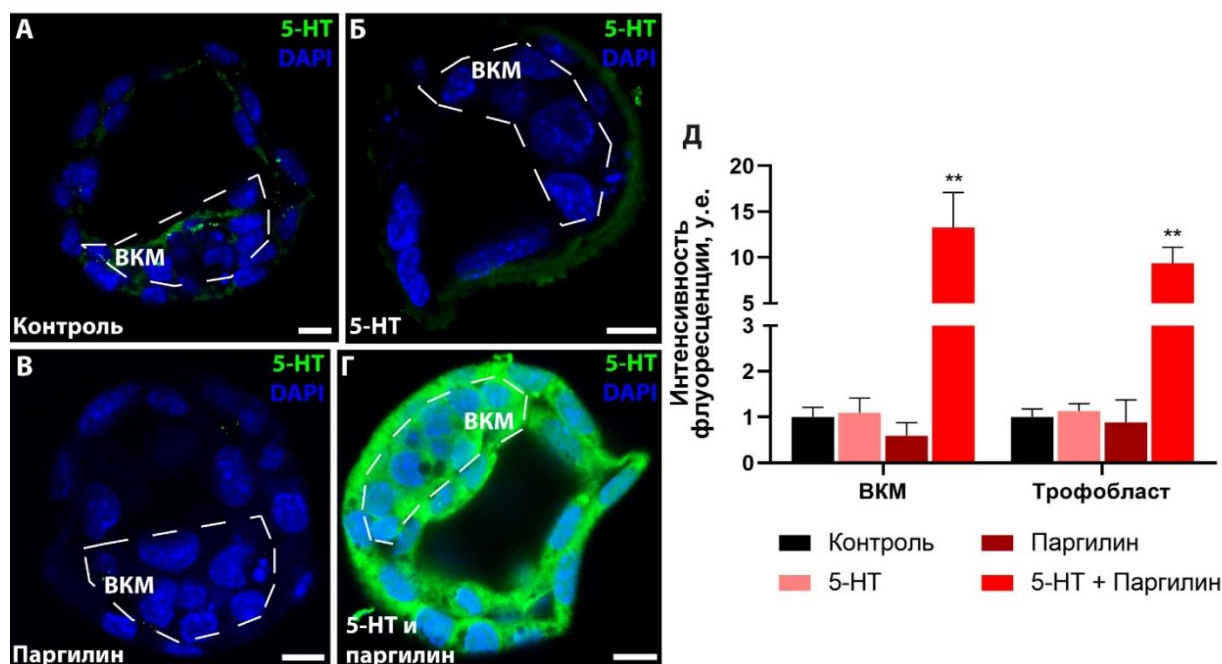 А
5-HT
DAPI
ВКМ
Контроль
Б
5-HT
DAPI
ВКМ
5-HT
В
5-HT
DAPI
ВКМ
Паргилин
Г
5-HT
DAPI
ВКМ
5-HT и
паргилин
Д
Интенсивность
флуоресценции, у.е.
20
15
10
5
4
3
2
1
0
**
**
ВКМ
Трофобласт
Контроль
Паргилин
5-HT
5-HT + Паргилин